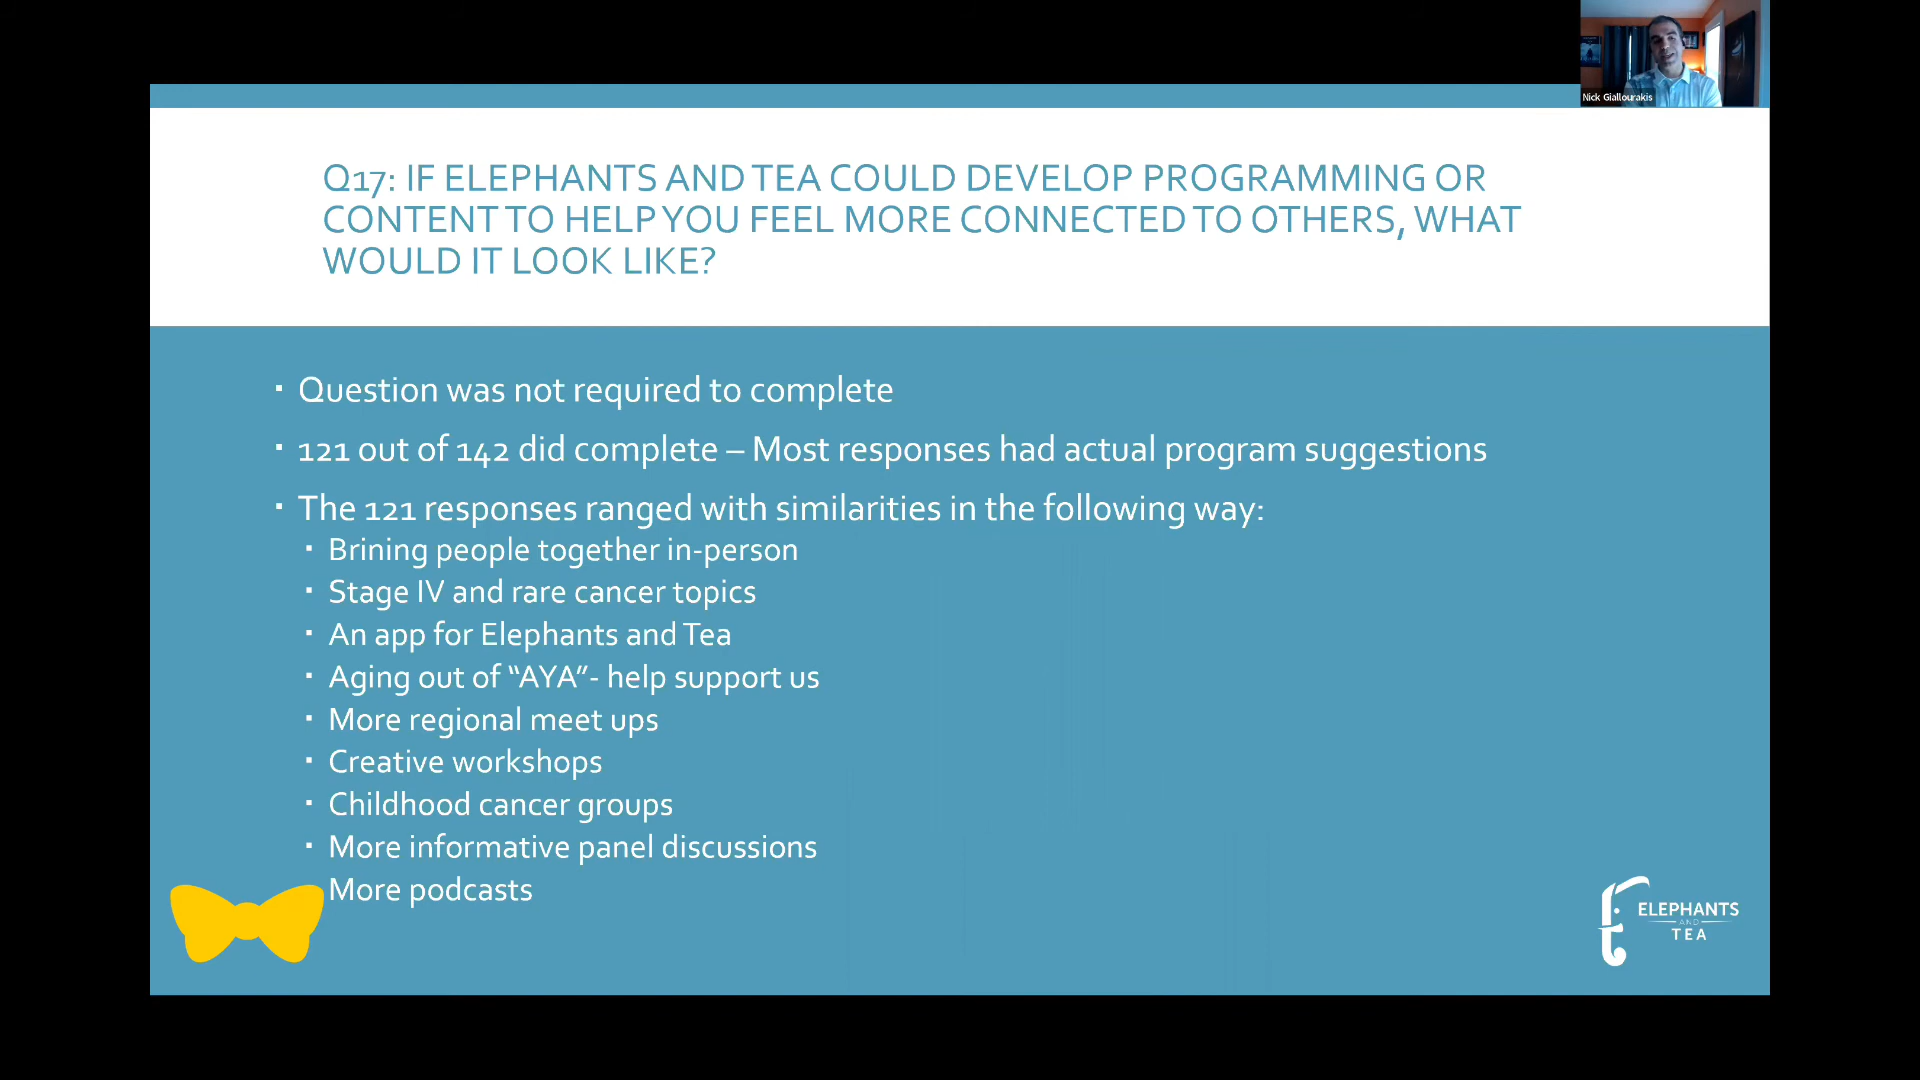 Nick Giallourakis
Q17: IF ELEPHANTS AND TEA COULD DEVELOP PROGRAMMING OR
CONTENT TO HELP YOU FEEL MORE CONNECTED TO OTHERS, WHAT
WOULD IT LOOK LIKE?
▪ Question was not required to complete
▪ 121 out of 142 did complete – Most responses had actual program suggestions
▪ The 121 responses ranged with similarities in the following way:
▪ Brining people together in-person
▪ Stage IV and rare cancer topics
▪ An app for Elephants and Tea
▪ Aging out of “AYA”- help support us
▪ More regional meet ups
▪ Creative workshops
▪ Childhood cancer groups
▪ More informative panel discussions
More podcasts
ELEPHANTS
AND
TEA